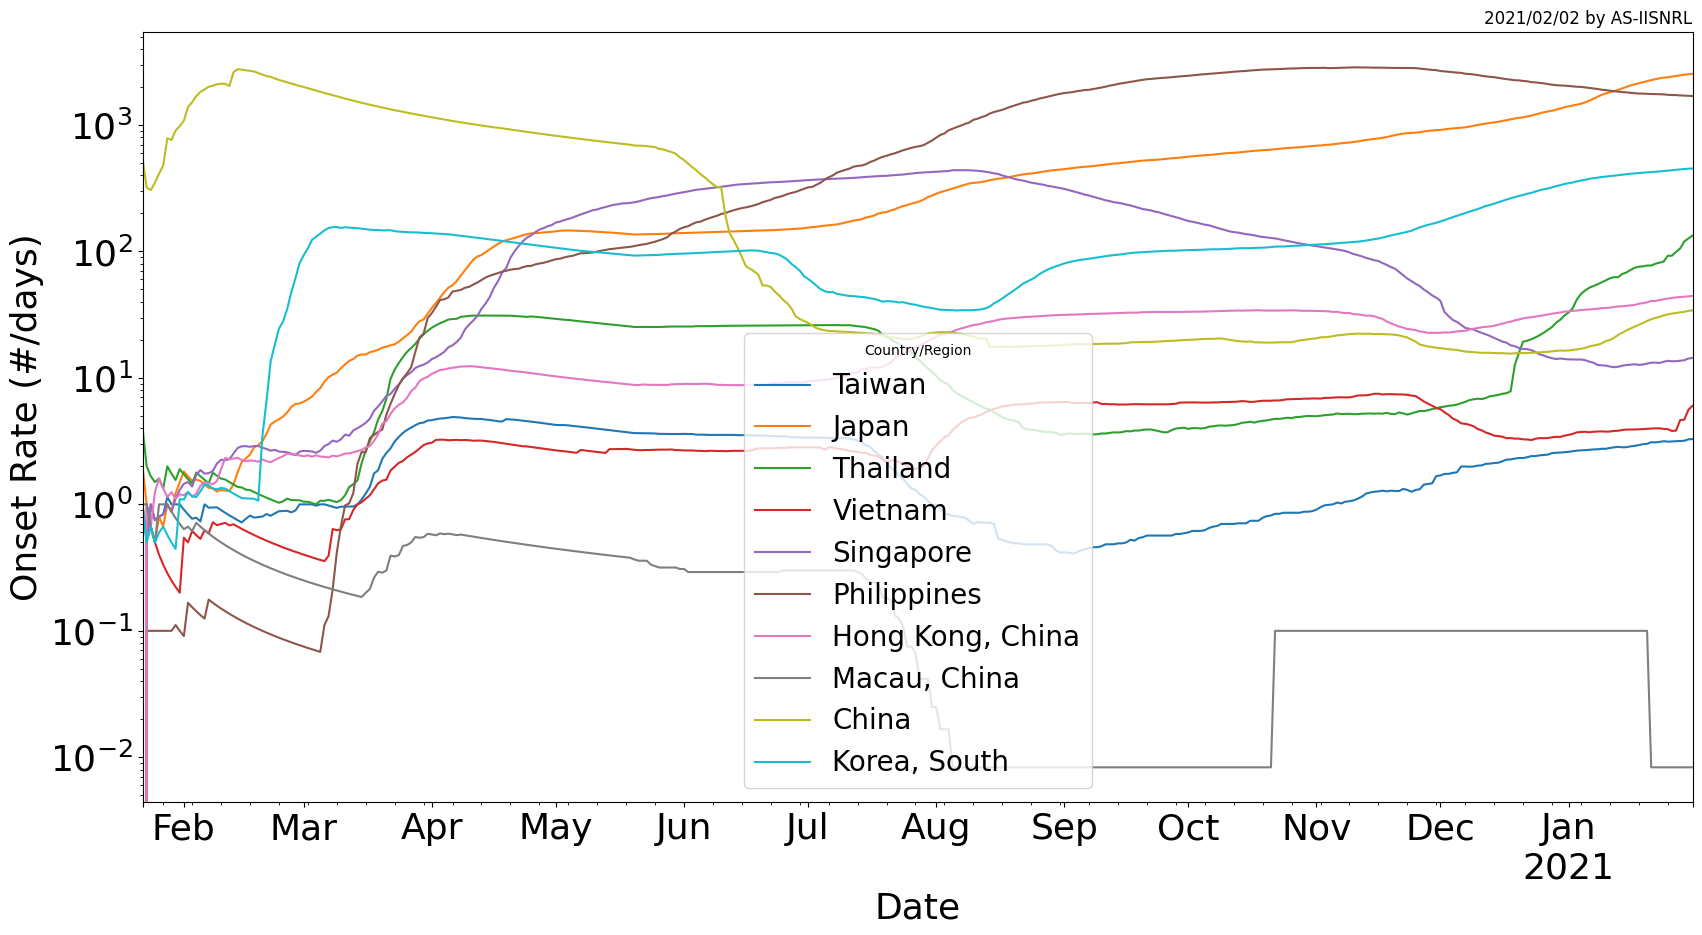 2021/02/02 by AS-IISNRL
Onset Rate (#/days)
10^3
10^2
10^1
10^0
10^−1
10^−2
Country/Region
Taiwan
Japan
Thailand
Vietnam
Singapore
Philippines
Hong Kong, China
Macau, China
China
Korea, South
Feb Mar Apr May Jun Jul Aug Sep Oct Nov Dec Jan
2021
Date